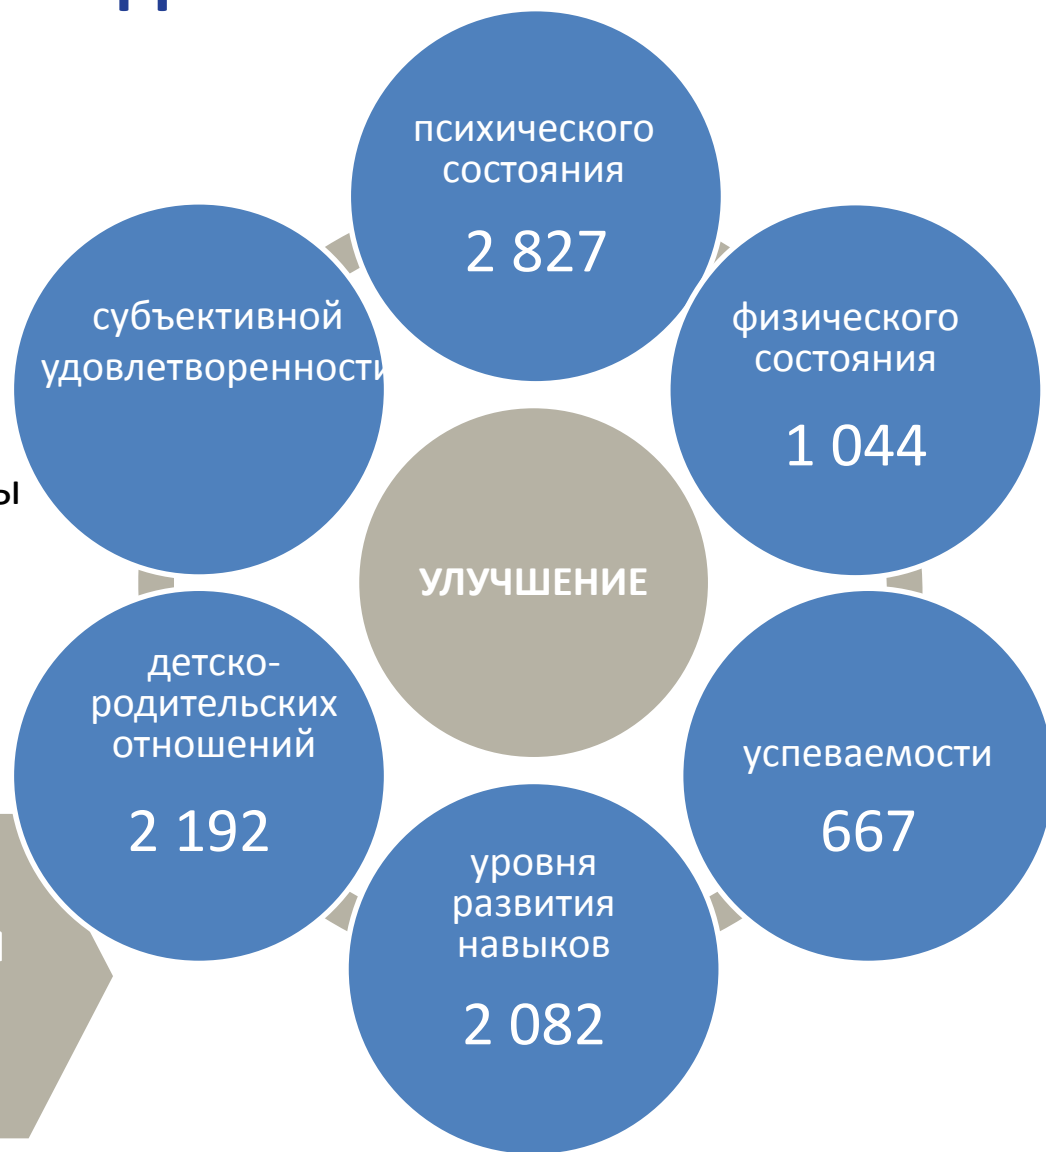 психического
состояния
2 827
физического
состояния
1 044
успеваемости
667
уровня
развития
навыков
2 082
детско-
родительских
отношений
2 192
субъективной
удовлетворенности
УЛУЧШЕНИЕ